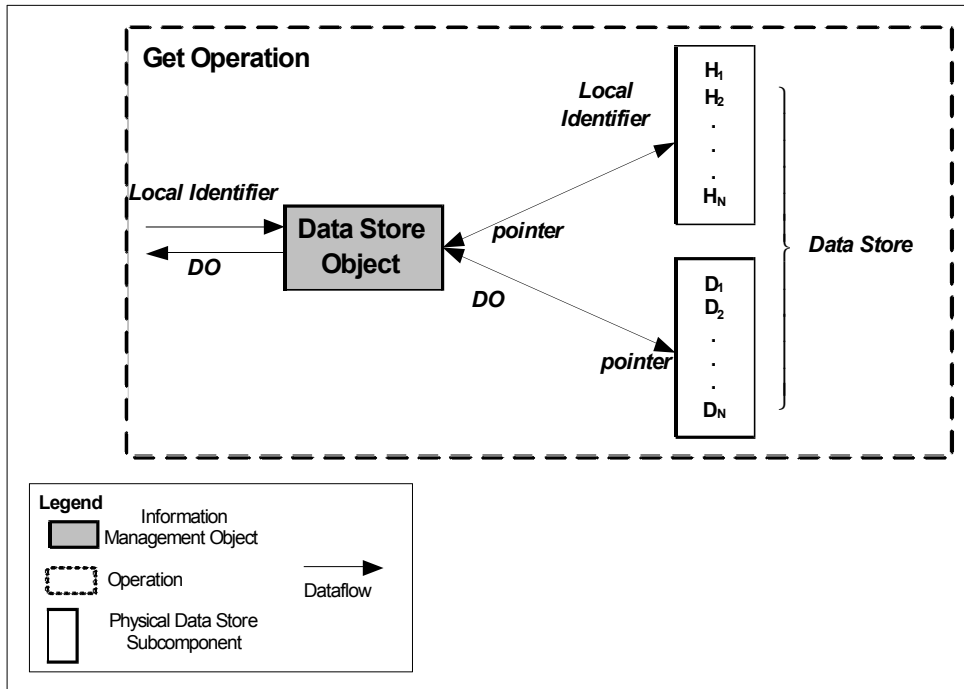 Get Operation
Local Identifier
DO
Data Store
Object
Local
Identifier
pointer
DO
pointer
H1
H2
.
.
.
HN
D1
D2
.
.
.
DN
Data Store
Legend
Information
Management Object
Operation
Physical Data Store
Subcomponent
Dataflow